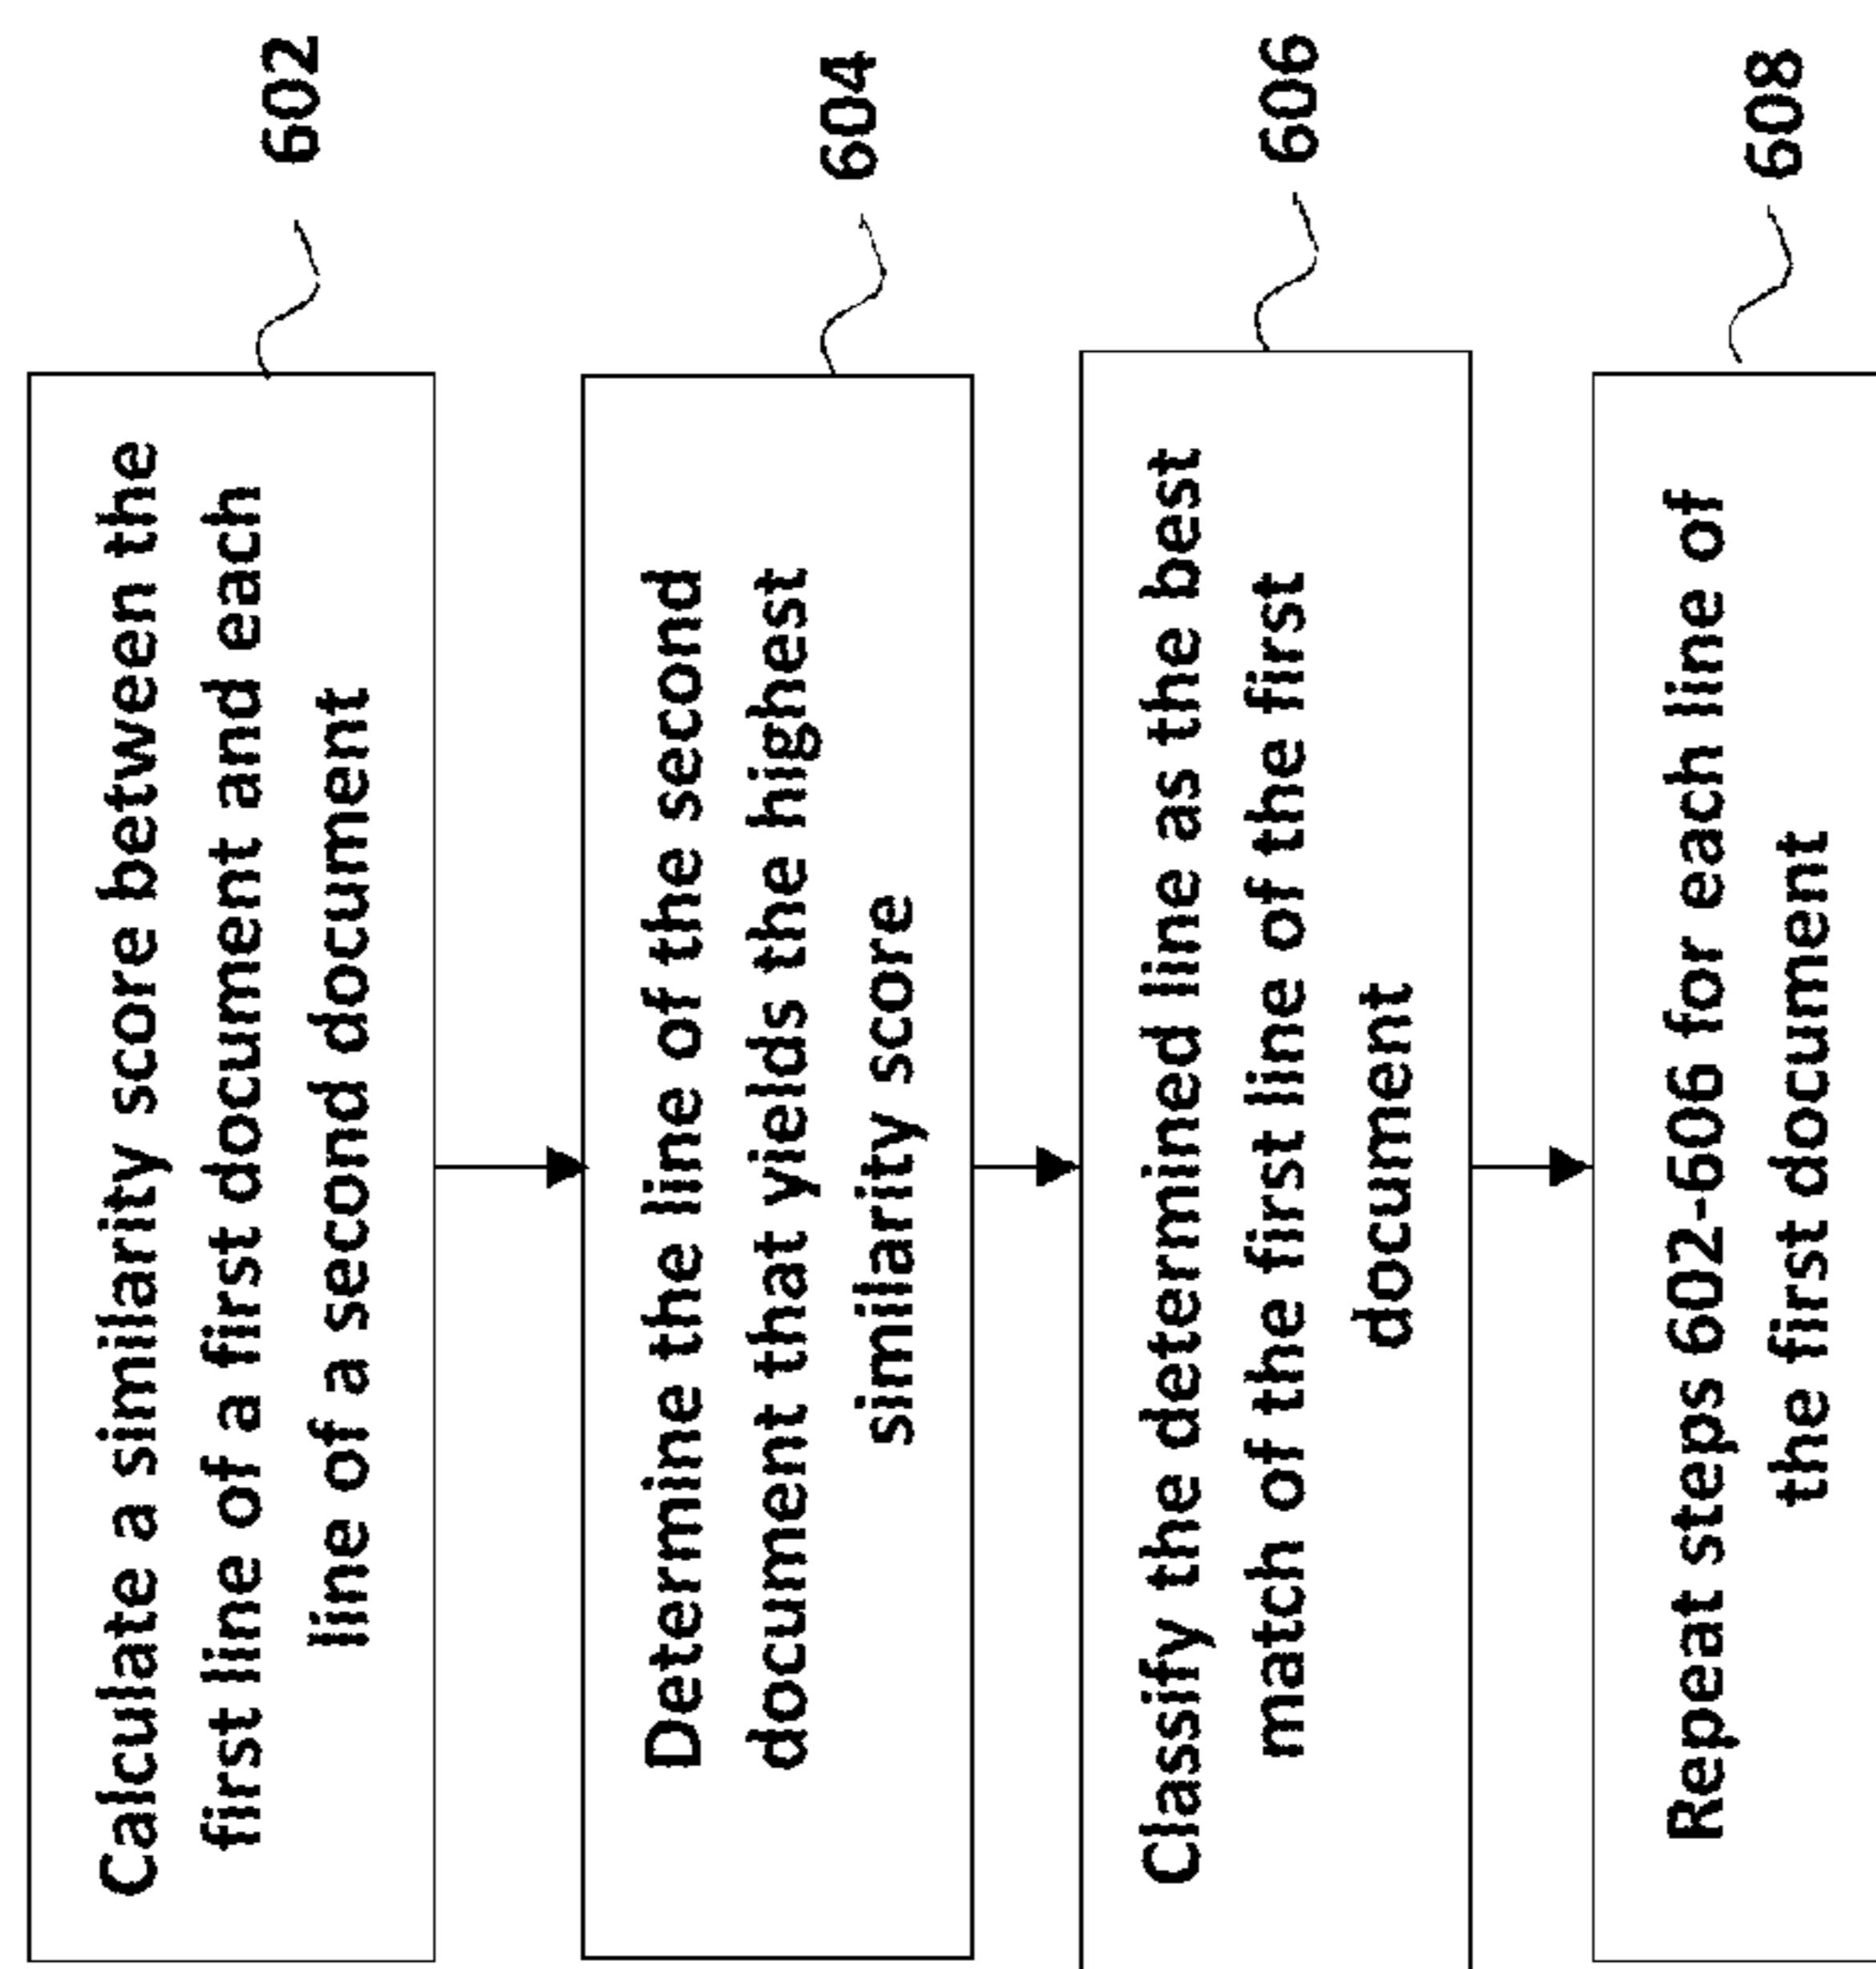 Calculate a similarity score between the
first line of a first document and each
line of a second document
602
Determine the line of the second
document that yields the highest
similarity score
604
Classify the determined line as the best
match of the first line of the first
document
606
Repeat steps 602-606 for each line of
the first document
608